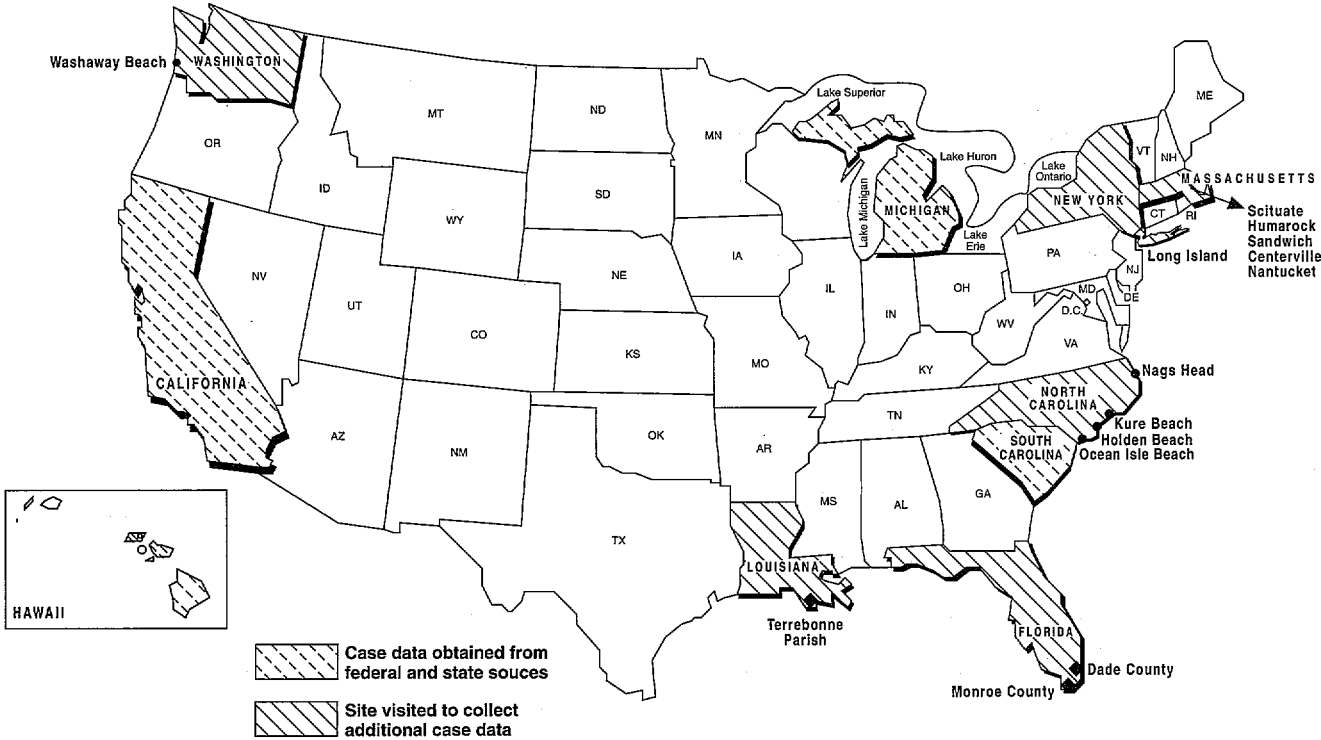 Washaway Beach
WASHINGTON
MT
ND
MN
Lake Superior
ME
OR
ID
WY
SD
Lake Huron
Lake Michigan
MICHIGAN
Lake
Ontario
Lake
Erie
VT
NH
NEW YORK
MASSACHUSETTS
CT
RI
Scituate
Humarock
Sandwich
Centerville
Nantucket
Long Island
NV
UT
CO
NE
IA
IL
IN
OH
PA
NJ
MD
DE
D.C.
WV
VA
CALIFORNIA
KS
MO
KY
Nags Head
AZ
NM
OK
AR
TN
NORTH
CAROLINA
Kure Beach
Holden Beach
Ocean Isle Beach
SOUTH
CAROLINA
TX
MS
AL
GA
LOUISIANA
Terrebonne
Parish
FLORIDA
Dade County
Monroe County
HAWAII
Case data obtained from
federal and state souces
Site visited to collect
additional case data